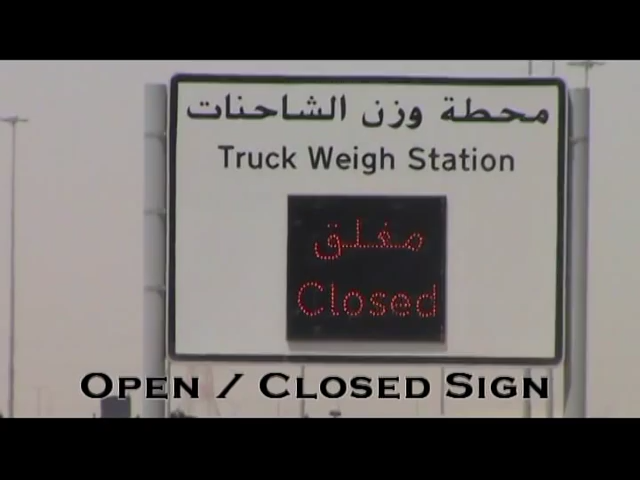 محطة وزن الشاحنات
Truck Weigh Station
مغلق
Closed
OPEN / CLOSED SIGN